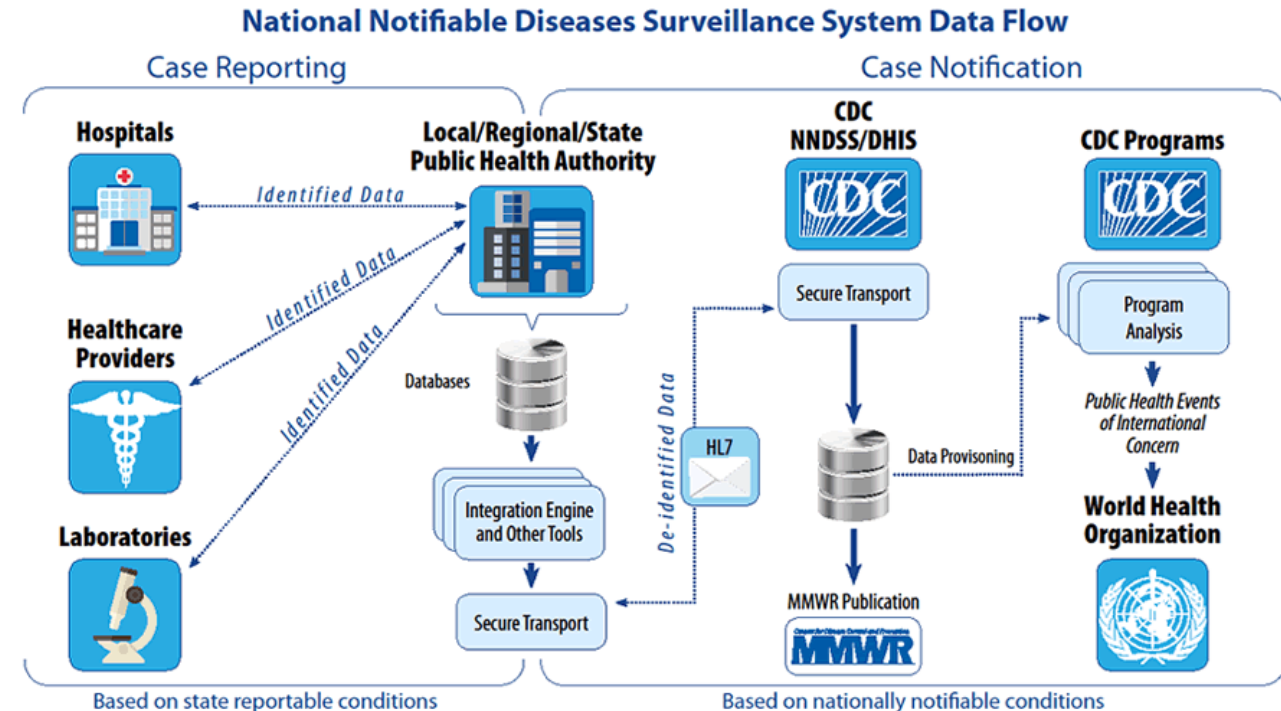 National Notifiable Diseases Surveillance System Data Flow
Case Reporting
Case Notification
Hospitals
Local/Regional/State
Public Health Authority
CDC
NNDSS/DHIS
CDC Programs
Identified Data
CDC
CDC
Identified Data
Secure Transport
Program
Analysis
Healthcare
Providers
Identified Data
Databases
De-identified Data
HL7
Data Provisoning
Public Health Events
of International
Concern
Integration Engine
and Other Tools
Laboratories
World Health
Organization
Secure Transport
MMWR Publication
MMWR
Based on state reportable conditions
Based on nationally notifiable conditions